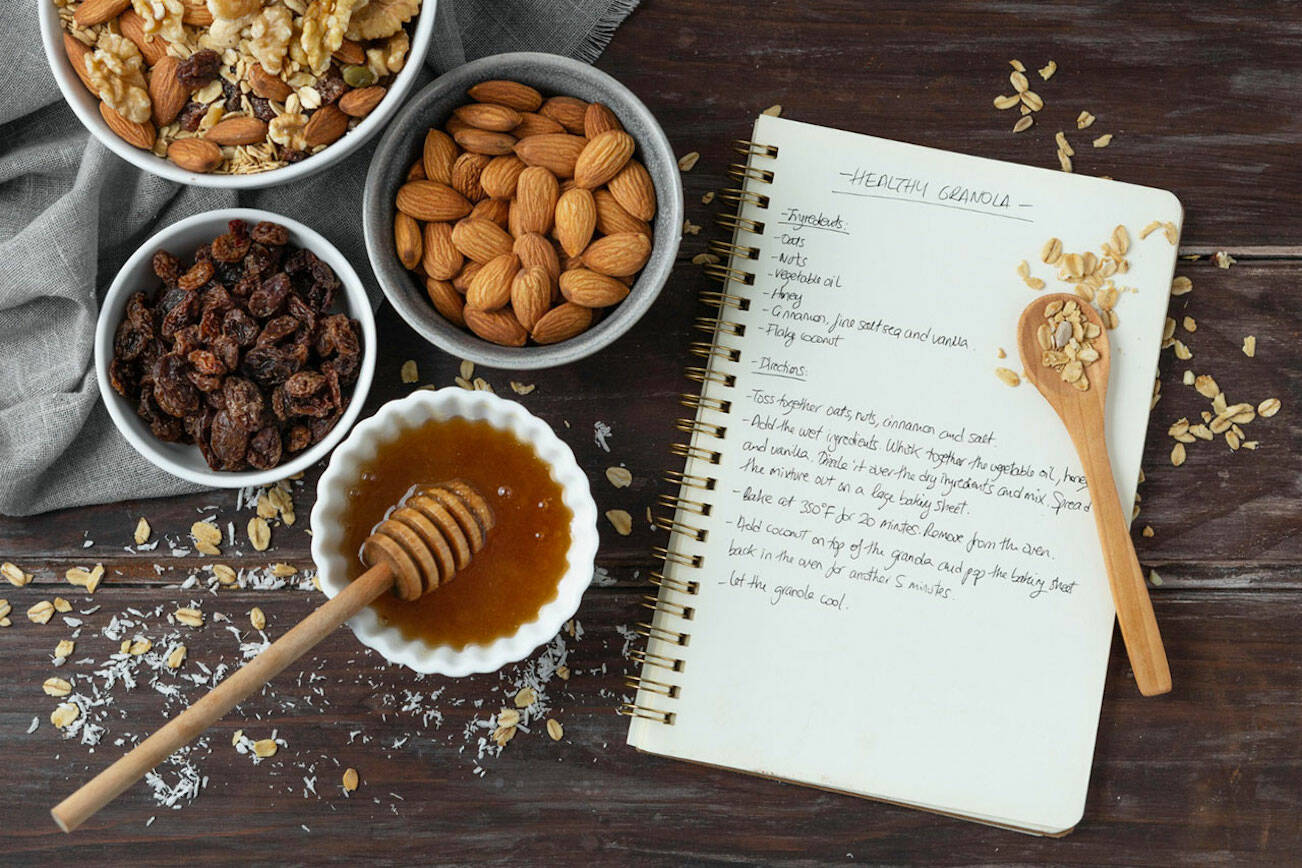 -HEALTHY GRANOLA-
-Ingredients:
-Oats
-Nuts
-Vegetable oil
-Honey
-Cinnamon, fine salt sea and vanilla.
-Flaky coconut
-Directions:
-Toss together oats, nuts, cinnamon and salt.
-Add the wet ingredients. Whisk together the vegetable oil, honey
and vanilla. Drizzle it over the dry ingredients and mix. Spread
the mixture out on a large baking sheet.
-Bake at 350°F for 20 minutes. Remove from the oven.
-Add coconut on top of the granola and pop the baking sheet
back in the oven for another 5 minutes.
-Let the granola cool.